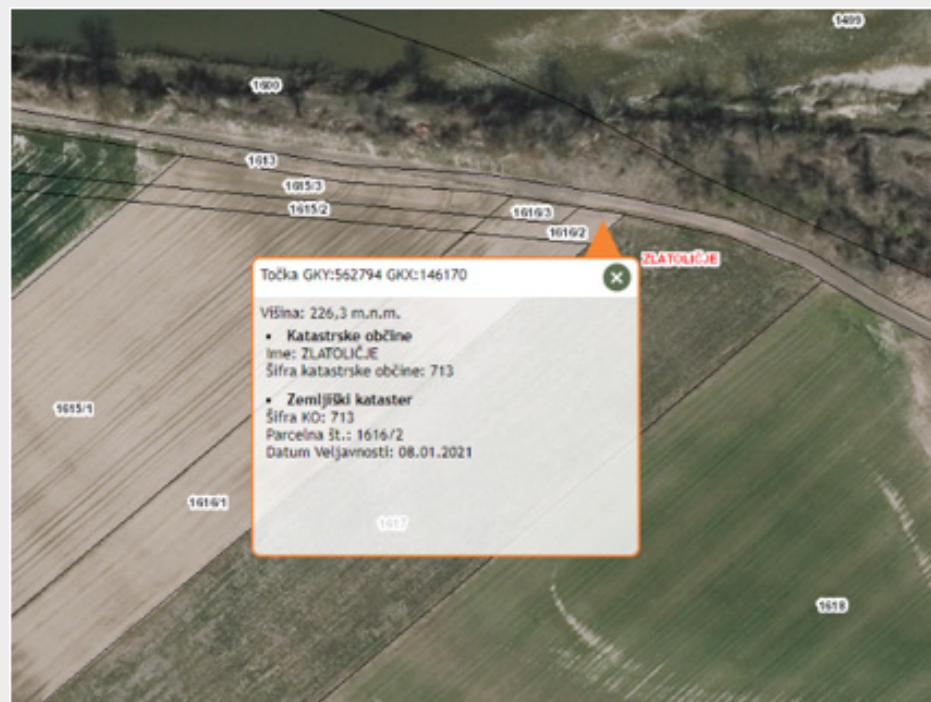 1499
1600
1613
1615/3
1615/2
1616/3
1616/2
ZLATOLIČJE
Točka GKY:562794 GKX:146170
Višina: 226,3 m.n.m.
• Katastrske občine
Ime: ZLATOLIČJE
Šifra katastrske občine: 713
• Zemljiški kataster
Šifra KO: 713
Parcelna št.: 1616/2
Datum Veljavnosti: 08.01.2021
1615/1
1616/1
1617
1618